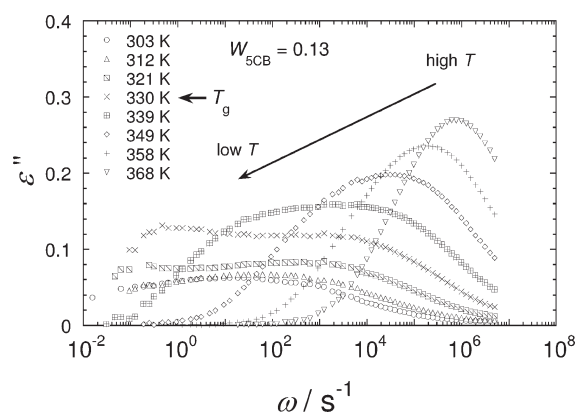 303 K
312 K
321 K
330 K
339 K
349 K
358 K
368 K
T_g
W_5CB = 0.13
high T
low T
ε"
0.4
0.3
0.2
0.1
0
10^-2
10^0
10^2
10^4
10^6
10^8
ω / s^-1